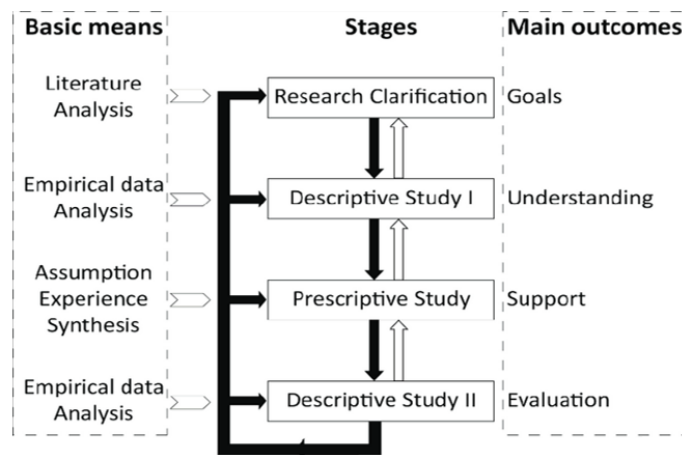 Basic means
Stages
Main outcomes
Literature
Analysis
Research Clarification
Goals
Empirical data
Analysis
Descriptive Study I
Understanding
Assumption
Experience
Synthesis
Prescriptive Study
Support
Empirical data
Analysis
Descriptive Study II
Evaluation